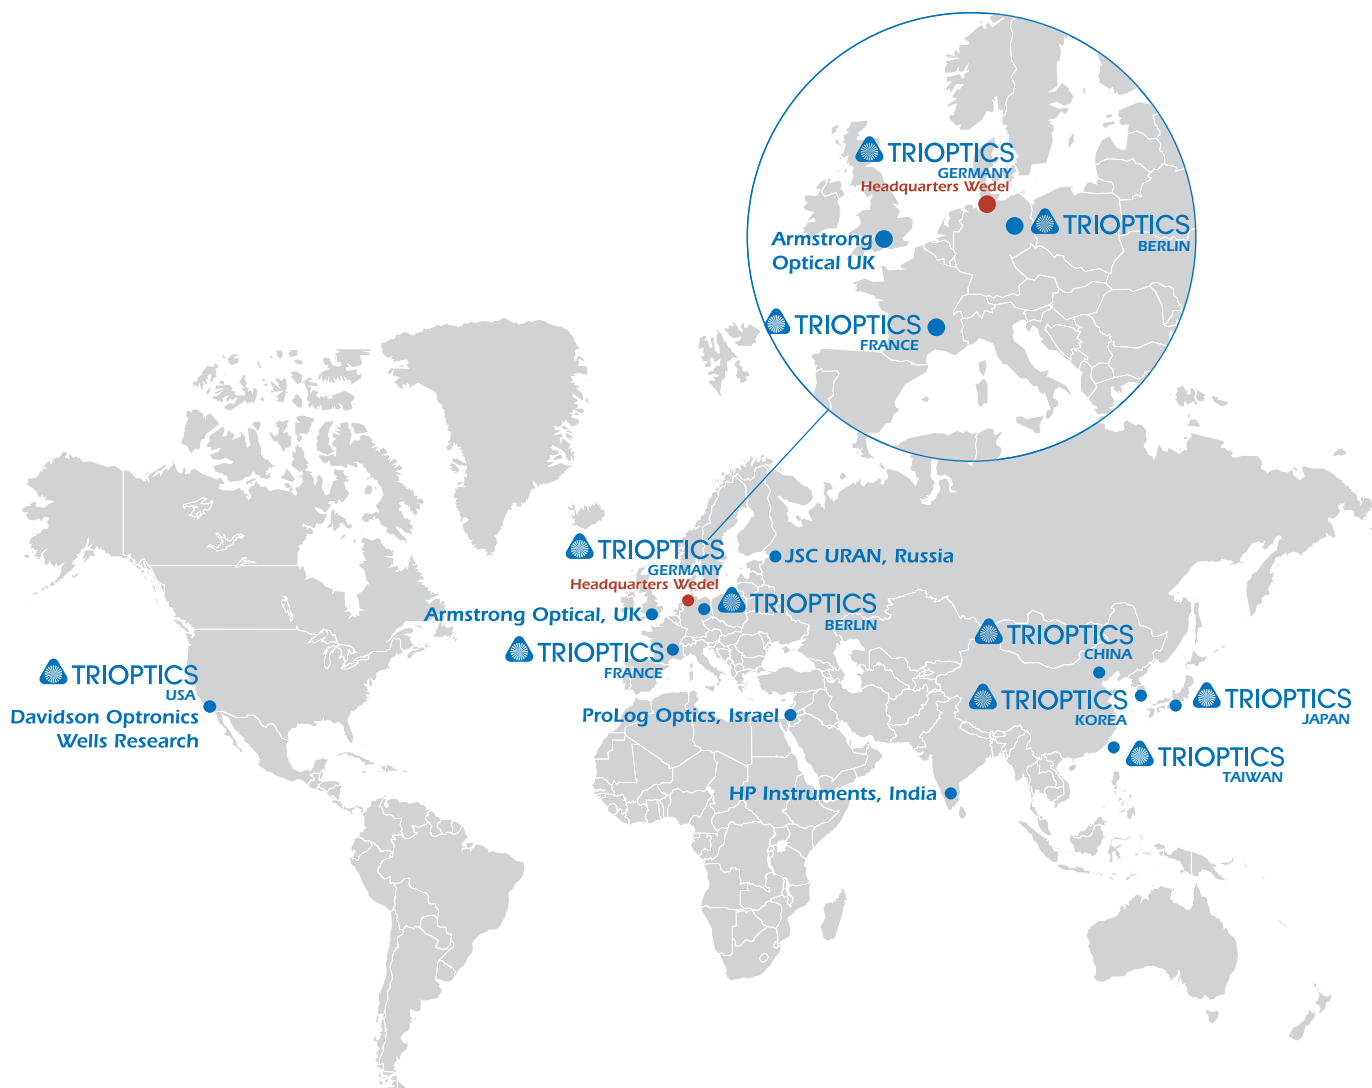 TRIOPTICS
GERMANY
Headquarters Wedel
TRIOPTICS
BERLIN
Armstrong
Optical UK
TRIOPTICS
FRANCE
TRIOPTICS
GERMANY
Headquarters Wedel
JSC URAN, Russia
Armstrong Optical, UK
TRIOPTICS
BERLIN
TRIOPTICS
FRANCE
TRIOPTICS
USA
Davidson Optronics
Wells Research
ProLog Optics, Israel
HP Instruments, India
TRIOPTICS
CHINA
TRIOPTICS
KOREA
TRIOPTICS
JAPAN
TRIOPTICS
TAIWAN